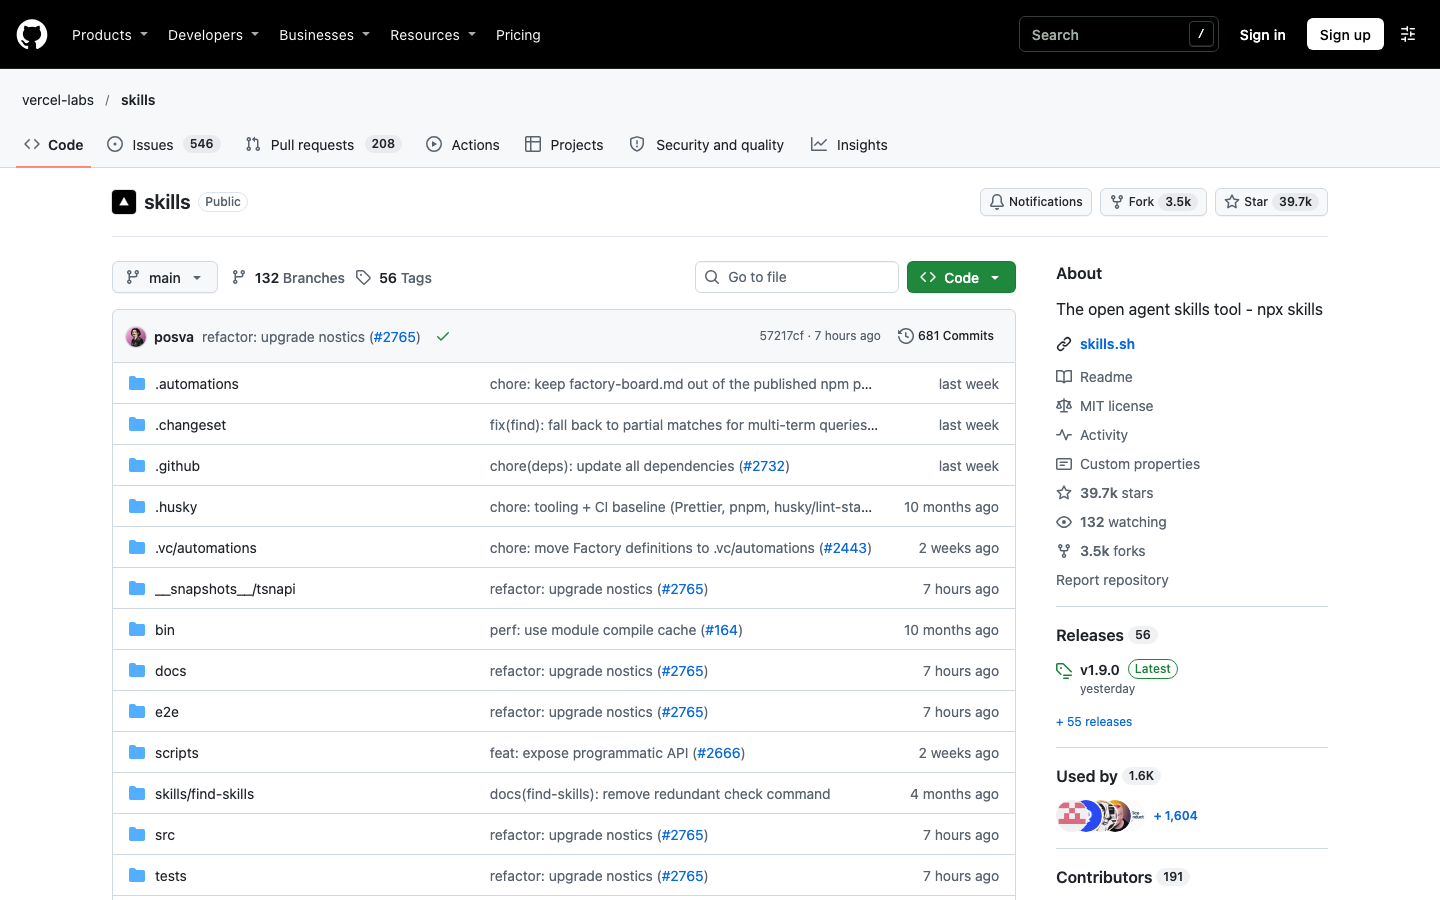 Products Developers Businesses Resources Pricing Search / Sign in Sign up
vercel-labs / skills
Code Issues 546 Pull requests 208 Actions Projects Security and quality Insights
skills Public Notifications Fork 3.5k Star 39.7k
main 132 Branches 56 Tags Go to file Code
posva refactor: upgrade nostics (#2765) 57217cf · 7 hours ago 681 Commits
.automations chore: keep factory-board.md out of the published npm p… last week
.changeset fix(find): fall back to partial matches for multi-term queries… last week
.github chore(deps): update all dependencies (#2732) last week
.husky chore: tooling + CI baseline (Prettier, pnpm, husky/lint-sta… 10 months ago
.vc/automations chore: move Factory definitions to .vc/automations (#2443) 2 weeks ago
__snapshots__/tsnapi refactor: upgrade nostics (#2765) 7 hours ago
bin perf: use module compile cache (#164) 10 months ago
docs refactor: upgrade nostics (#2765) 7 hours ago
e2e refactor: upgrade nostics (#2765) 7 hours ago
scripts feat: expose programmatic API (#2666) 2 weeks ago
skills/find-skills docs(find-skills): remove redundant check command 4 months ago
src refactor: upgrade nostics (#2765) 7 hours ago
tests refactor: upgrade nostics (#2765) 7 hours ago
About
The open agent skills tool - npx skills
skills.sh
Readme
MIT license
Activity
Custom properties
39.7k stars
132 watching
3.5k forks
Report repository
Releases 56
v1.9.0 Latest
yesterday
+ 55 releases
Used by 1.6K
+ 1,604
Contributors 191